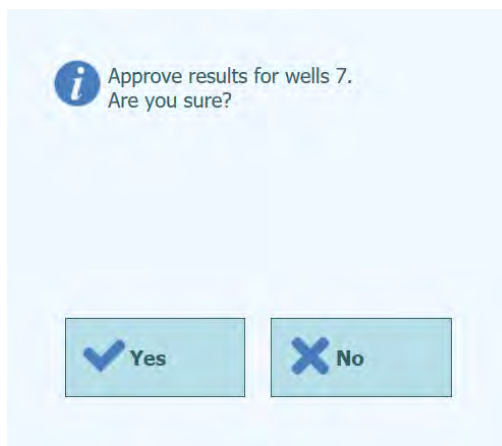 Approve results for wells 7.
Are you sure?
Yes
No